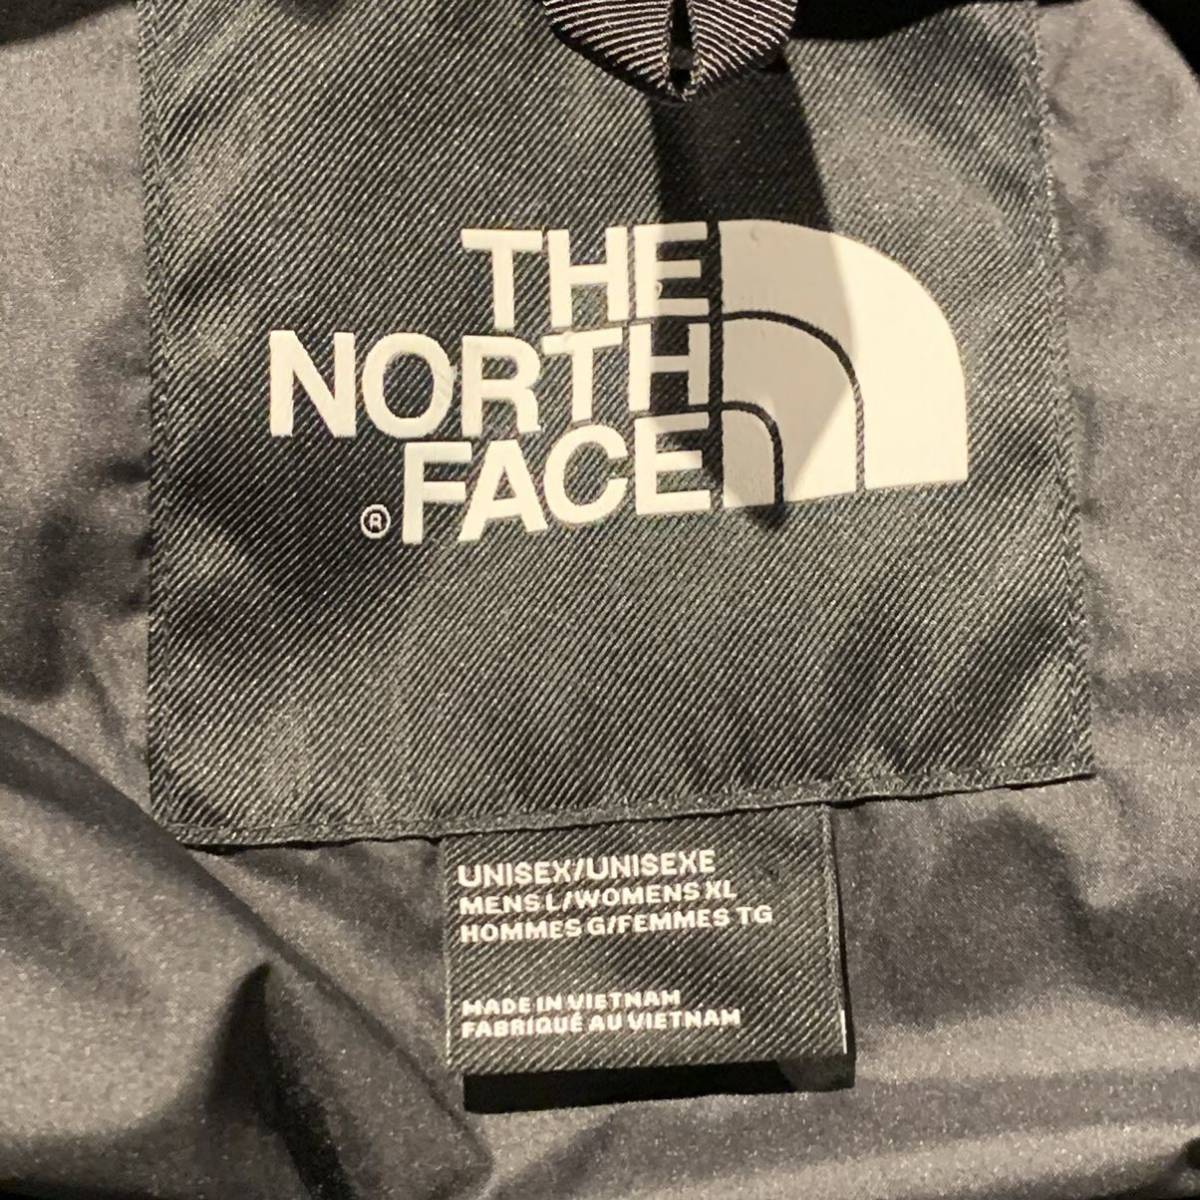 THE
NORTH
®FACE
UNISEX/UNISEXE
MENS L/WOMENS XL
HOMMES G/FEMMES TG
MADE IN VIETNAM
FABRIQUÉ AU VIETNAM